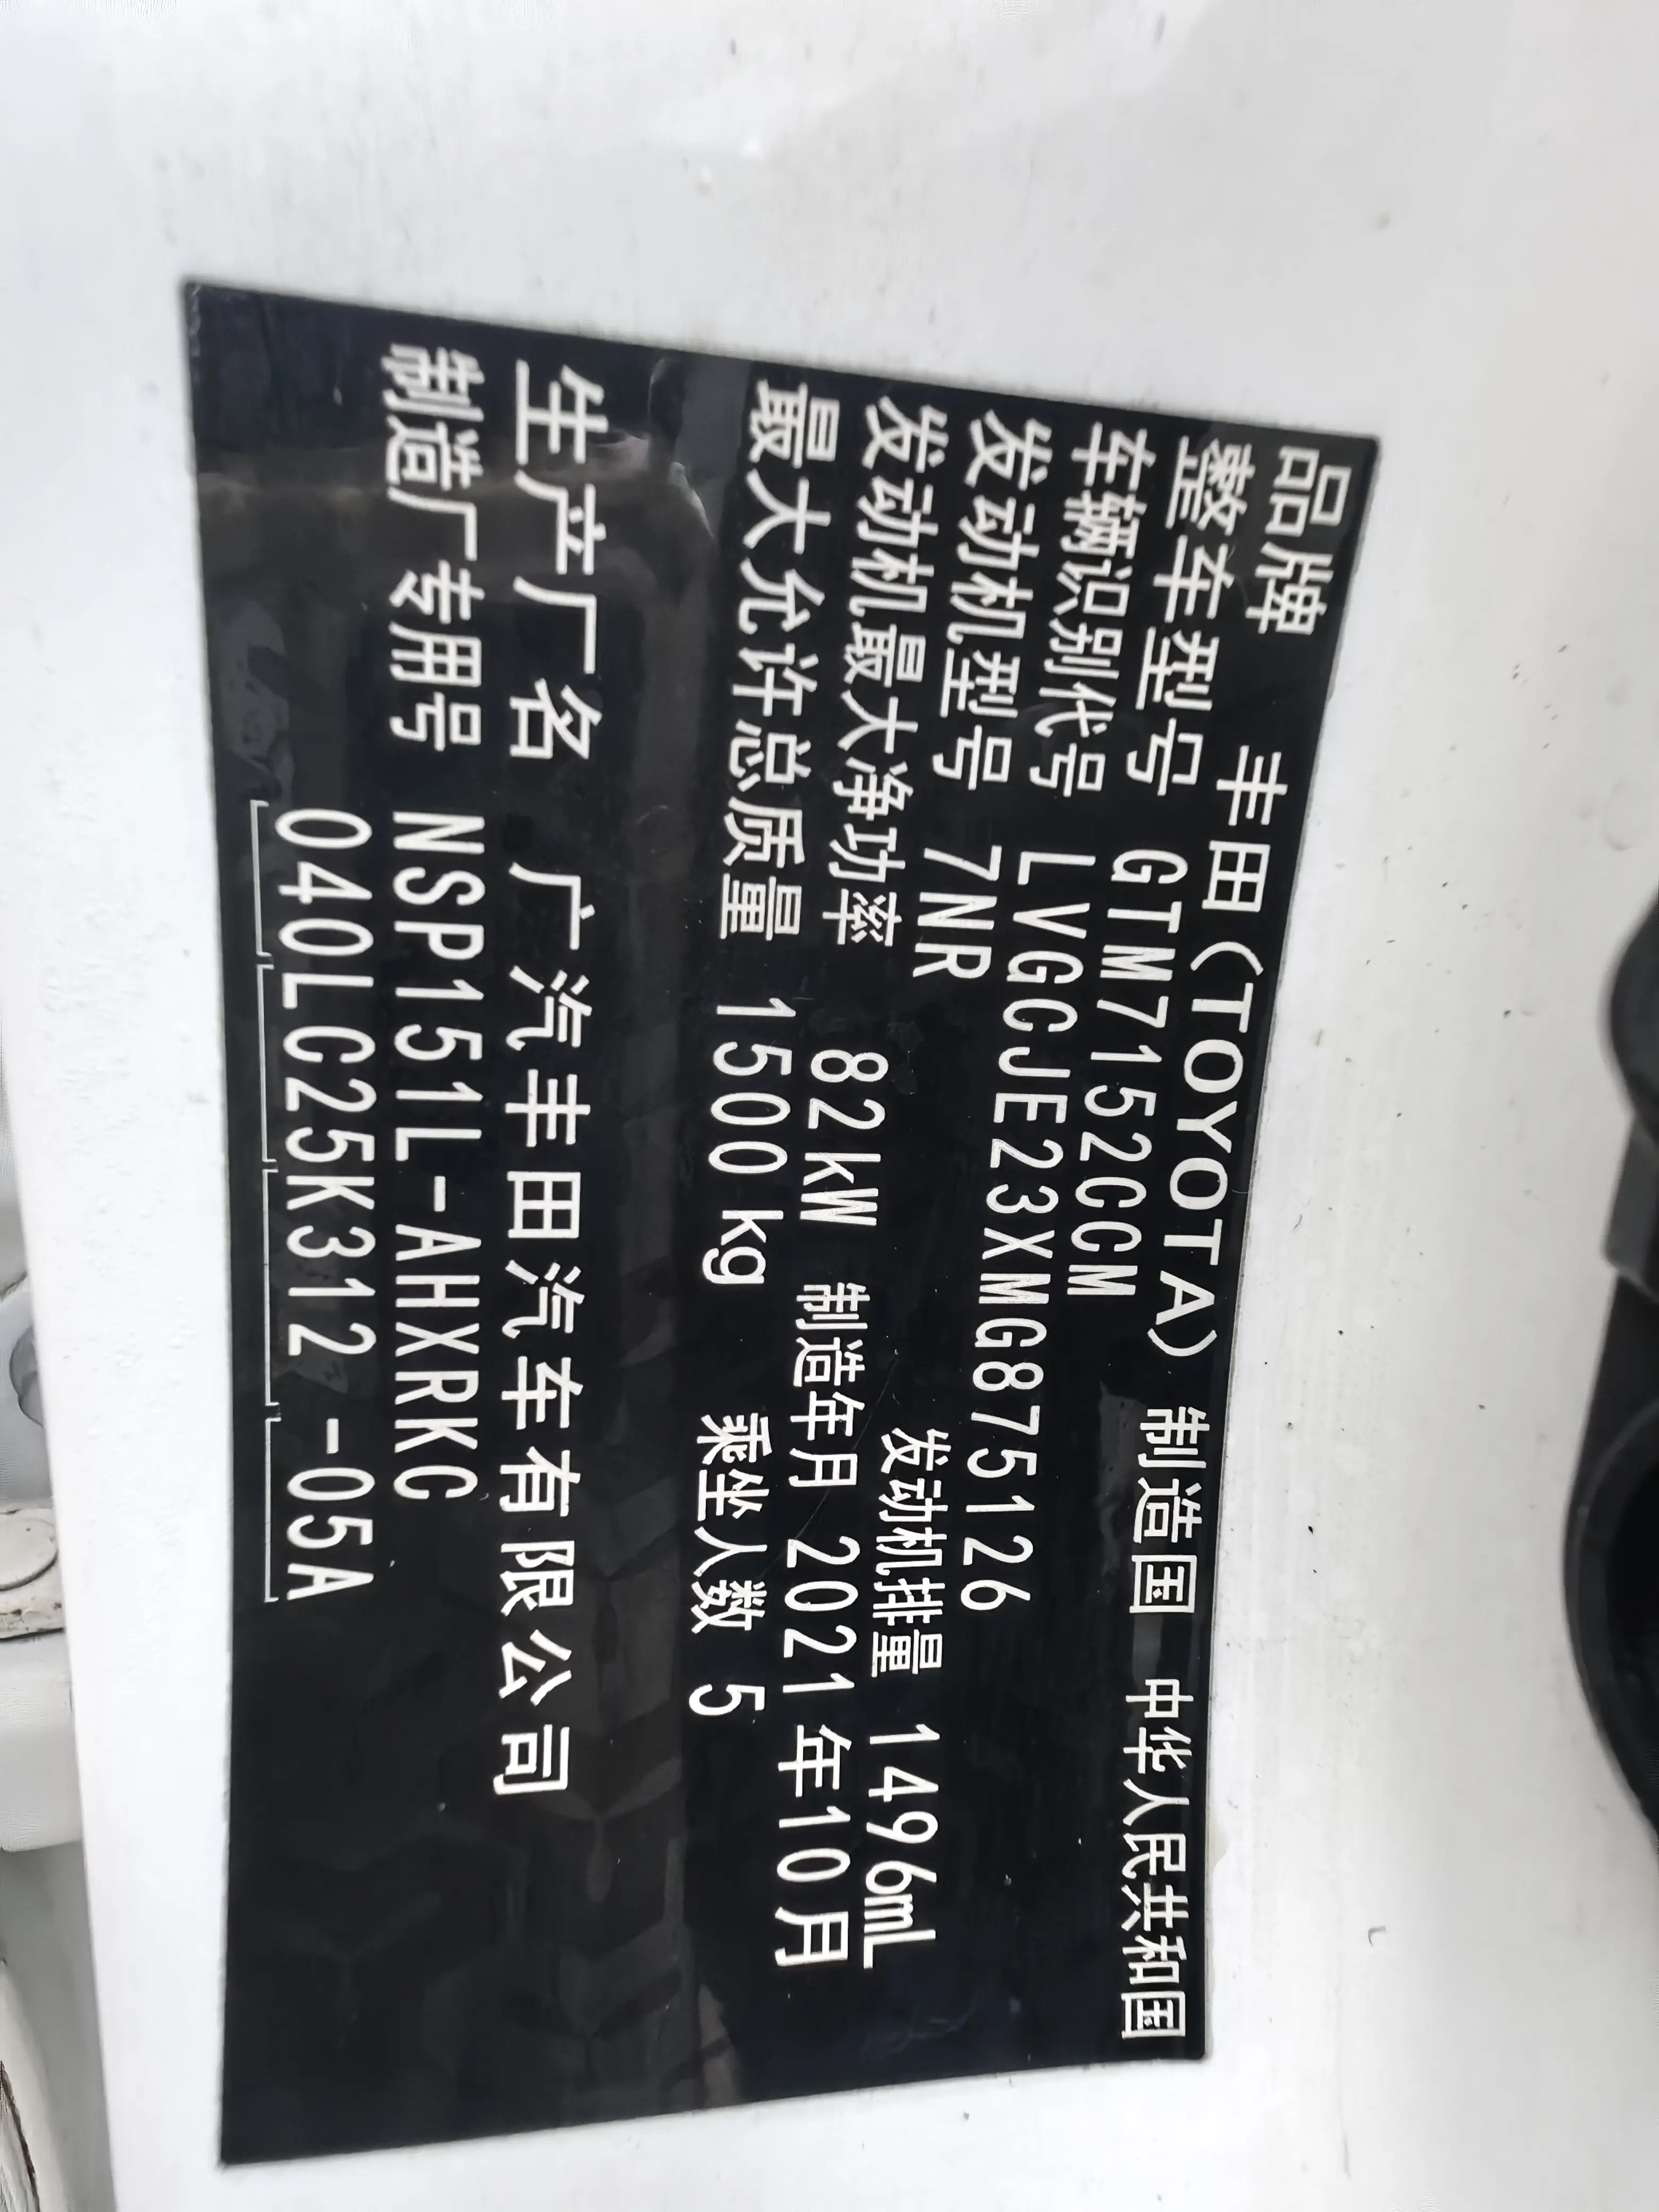 品牌 丰田(TOYOTA) 制造国 中华人民共和国
整车型号 GTM7152CCM
车辆识别代号 LVGCJE23XMG875126
发动机型号 7NR 发动机排量 1496mL
发动机最大净功率 82kW 制造年月 2021年10月
最大允许总质量 1500kg 乘坐人数 5
生产厂名 广汽丰田汽车有限公司
制造厂专用号 NSP151L-AHXRKC
040LC25K312-05A